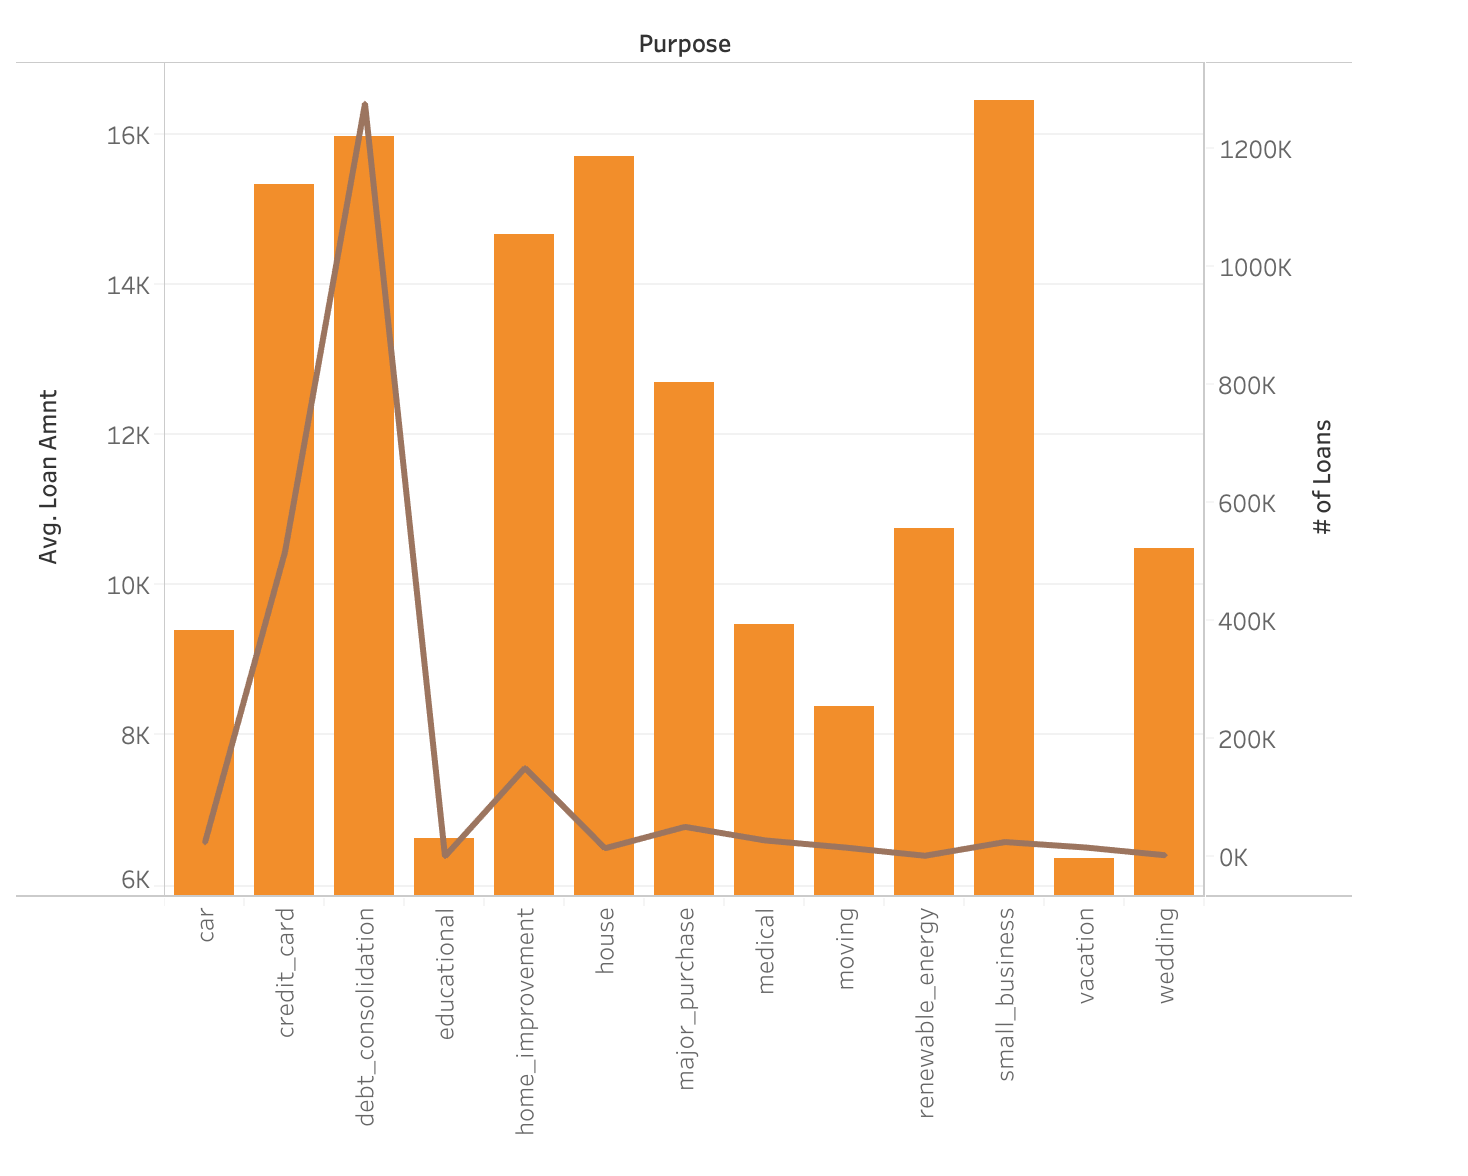 Purpose
16K
14K
12K
10K
8K
6K
Avg. Loan Amnt
1200K
1000K
800K
600K
400K
200K
0K
# of Loans
car
credit_card
debt_consolidation
educational
home_improvement
house
major_purchase
medical
moving
renewable_energy
small_business
vacation
wedding